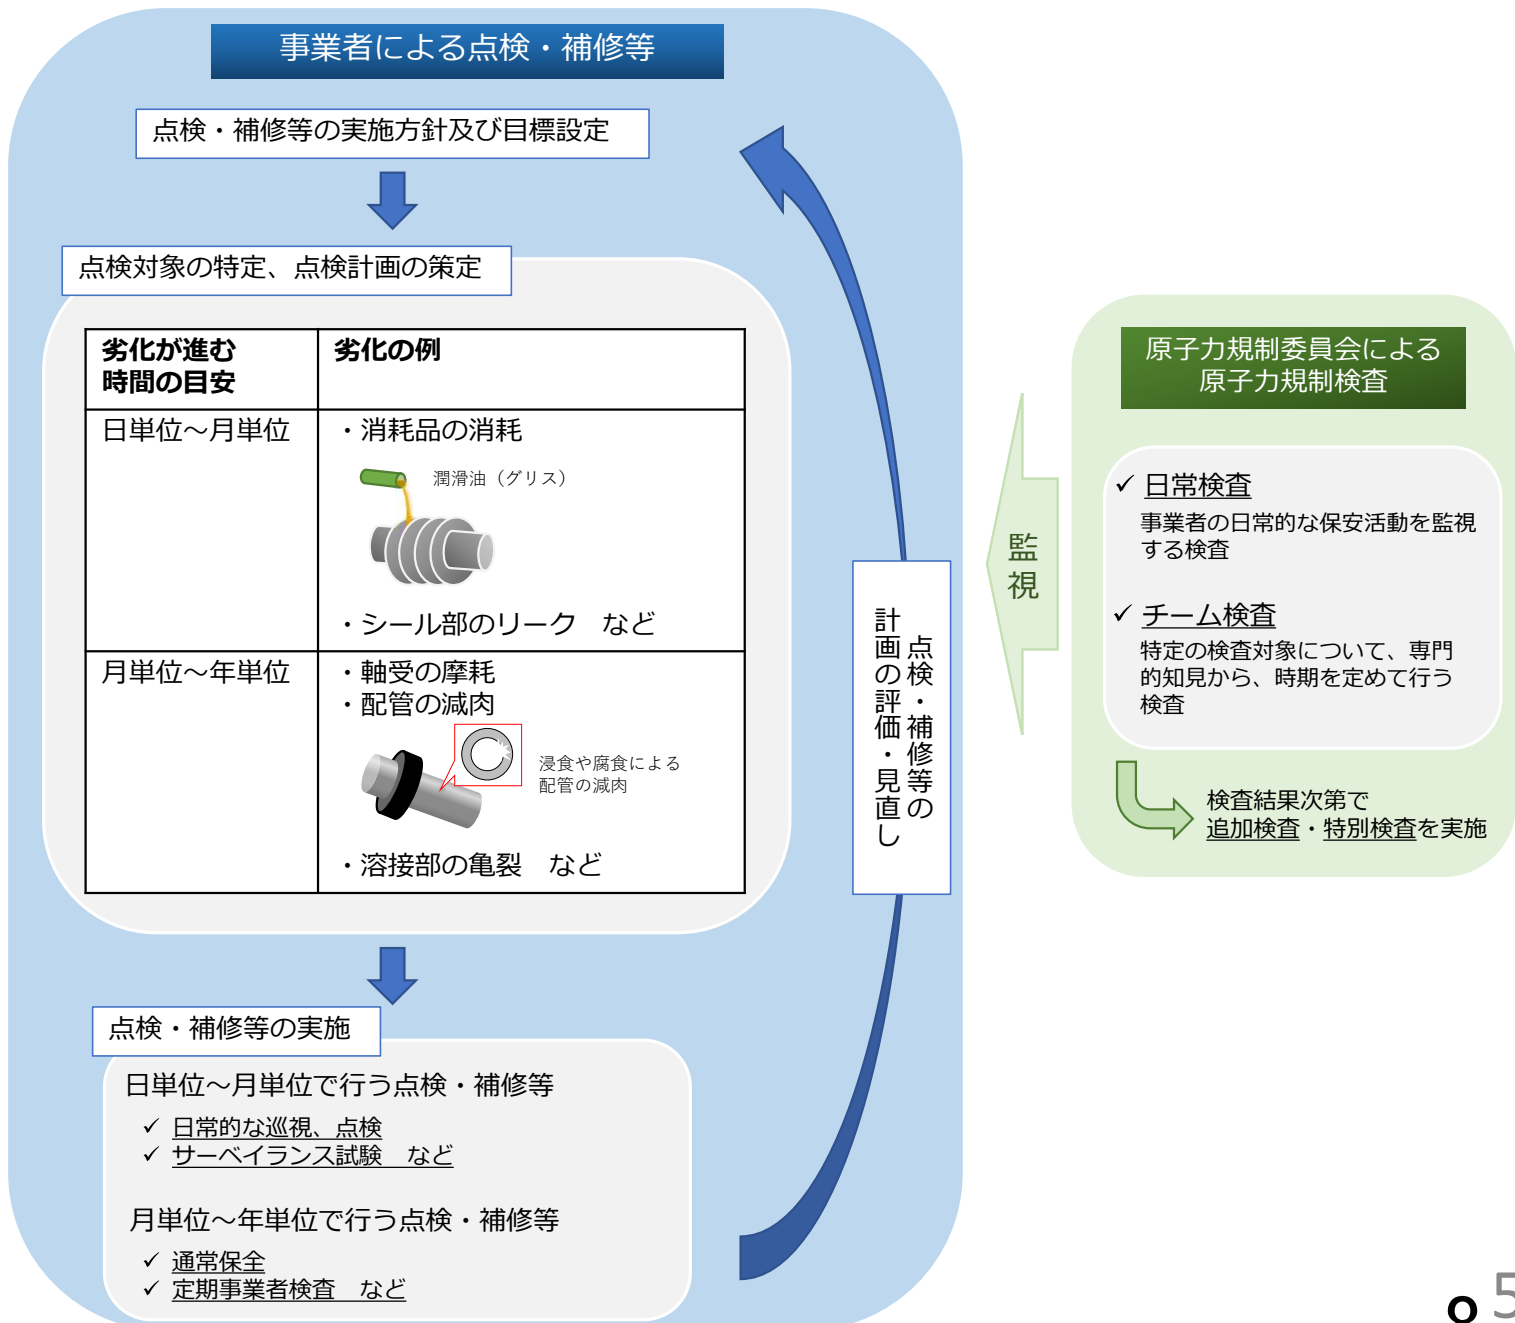 事業者による点検・補修等
点検・補修等の実施方針及び目標設定
点検対象の特定、点検計画の策定
劣化が進む
時間の目安
劣化の例
日単位～月単位
・消耗品の消耗
潤滑油（グリス）
・シール部のリーク　など
月単位～年単位
・軸受の摩耗
・配管の減肉
浸食や腐食による
配管の減肉
・溶接部の亀裂　など
点検・補修等の実施
日単位～月単位で行う点検・補修等
✓ 日常的な巡視、点検
✓ サーベイランス試験　など
月単位～年単位で行う点検・補修等
✓ 通常保全
✓ 定期事業者検査　など
点検・補修等の
計画の評価・見直し
監視
原子力規制委員会による
原子力規制検査
✓ 日常検査
事業者の日常的な保安活動を監視
する検査
✓ チーム検査
特定の検査対象について、専門
的知見から、時期を定めて行う
検査
検査結果次第で
追加検査・特別検査を実施
5